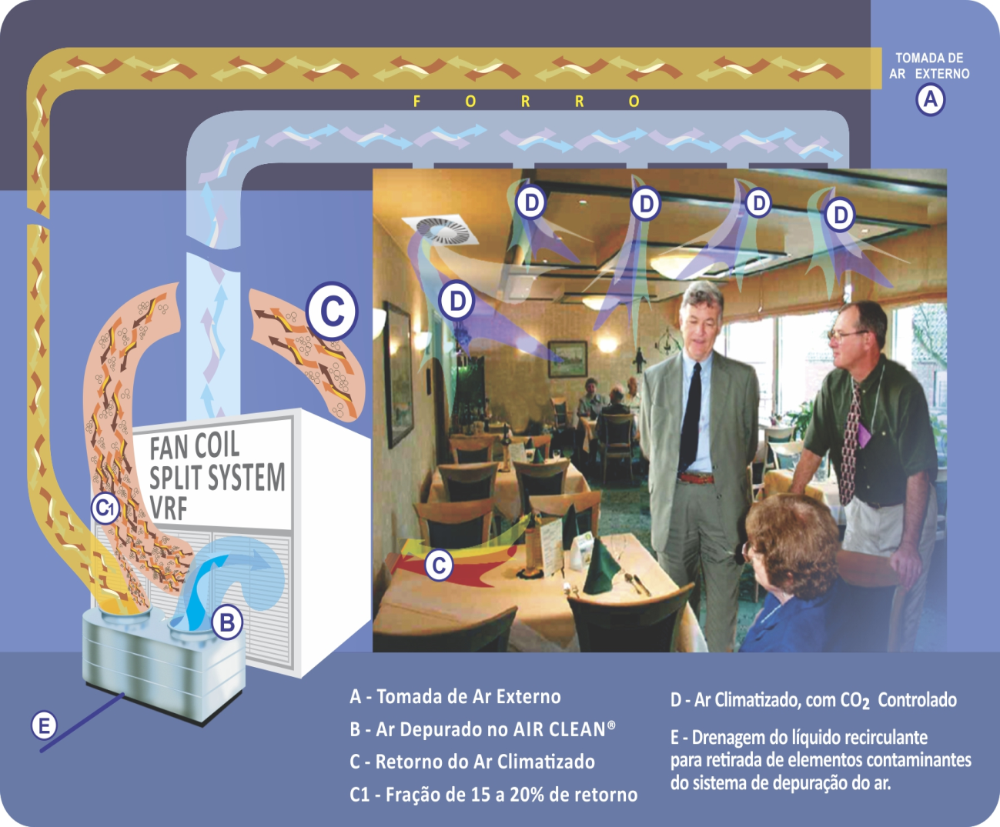 TOMADA DE
AR EXTERNO
A
FORRO
D
D
D
D
D
C
FAN COIL
SPLIT SYSTEM
VRF
C1
C
B
E
A - Tomada de Ar Externo
B - Ar Depurado no AIR CLEAN®
C - Retorno do Ar Climatizado
C1 - Fração de 15 a 20% de retorno
D - Ar Climatizado, com CO₂ Controlado
E - Drenagem do líquido recirculante
para retirada de elementos contaminantes
do sistema de depuração do ar.